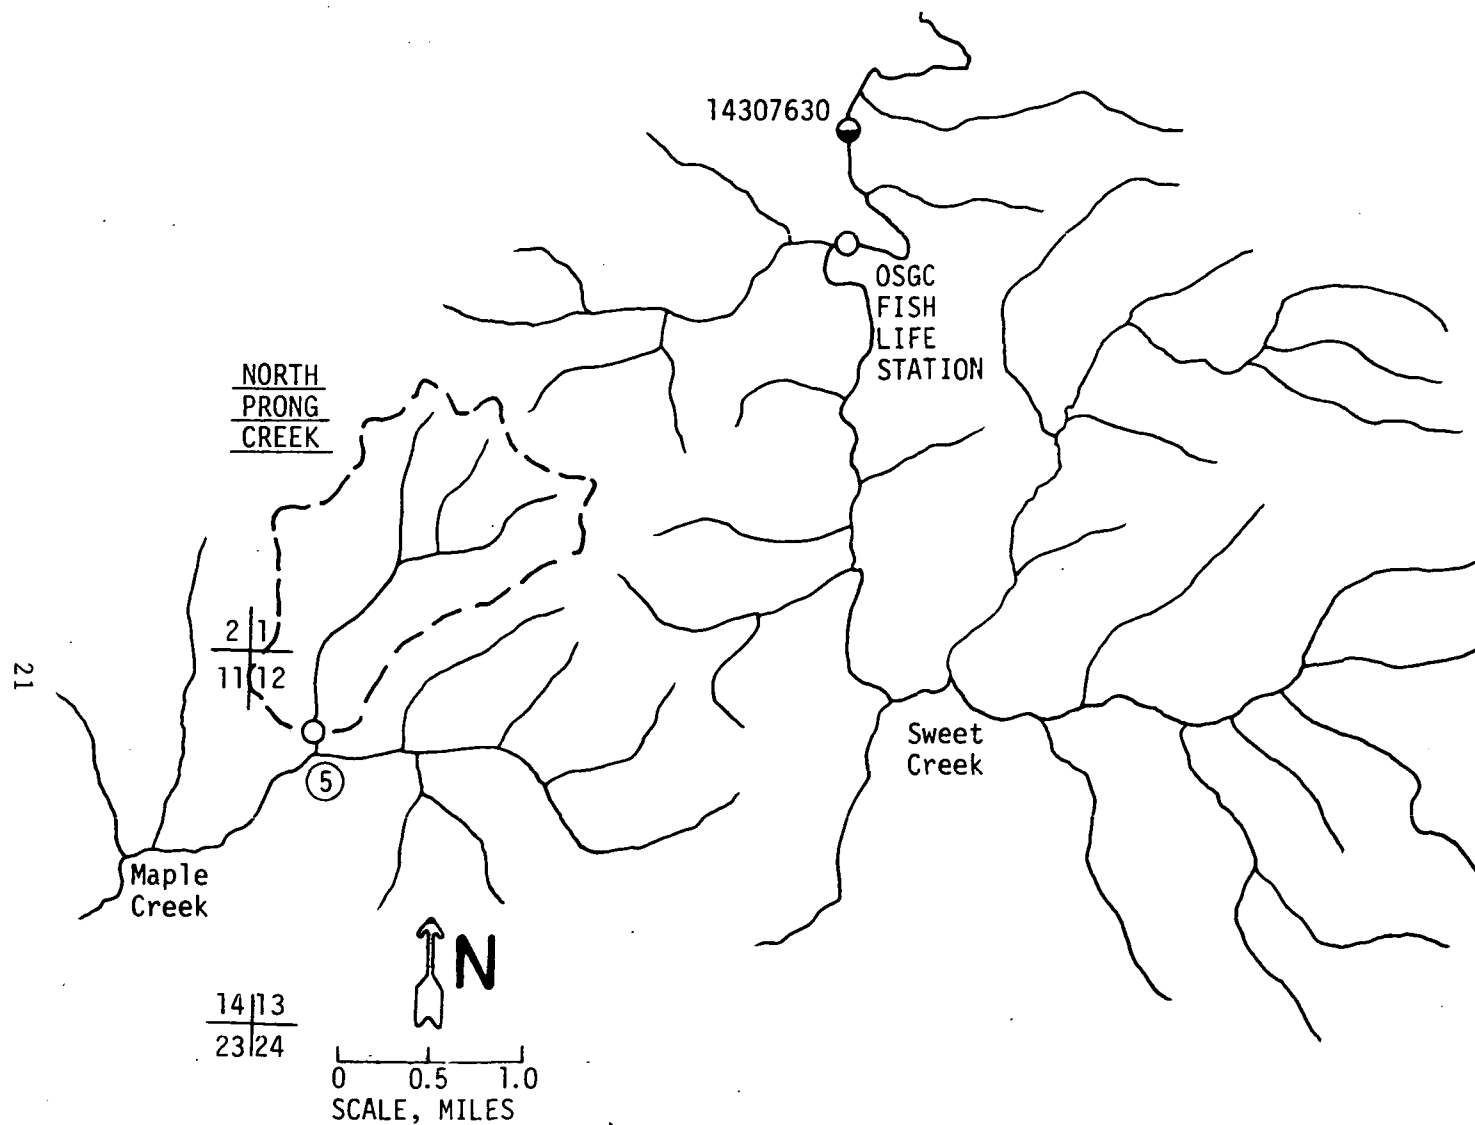 14307630
OSGC
FISH
LIFE
STATION
NORTH
PRONG
CREEK
2 1
11 12
21
Sweet
Creek
5
Maple
Creek
N
14 13
23 24
0 0.5 1.0
SCALE, MILES